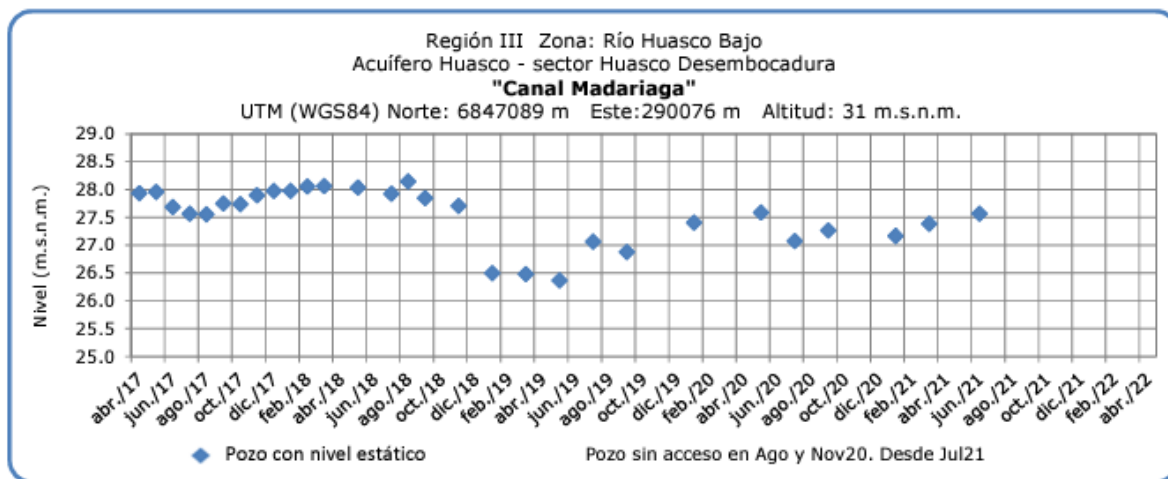 Región III Zona: Río Huasco Bajo
Acuífero Huasco - sector Huasco Desembocadura
"Canal Madariaga"
UTM (WGS84) Norte: 6847089 m Este:290076 m Altitud: 31 m.s.n.m.
Nivel (m.s.n.m.)
29.0
28.5
28.0
27.5
27.0
26.5
26.0
25.5
25.0
abr./17
jun./17
ago./17
oct./17
dic./17
feb./18
abr./18
jun./18
ago./18
oct./18
dic./18
feb./19
abr./19
jun./19
ago./19
oct./19
dic./19
feb./20
abr./20
jun./20
ago./20
oct./20
dic./20
feb./21
abr./21
jun./21
ago./21
oct./21
dic./21
feb./22
abr./22
Pozo con nivel estático
Pozo sin acceso en Ago y Nov20. Desde Jul21